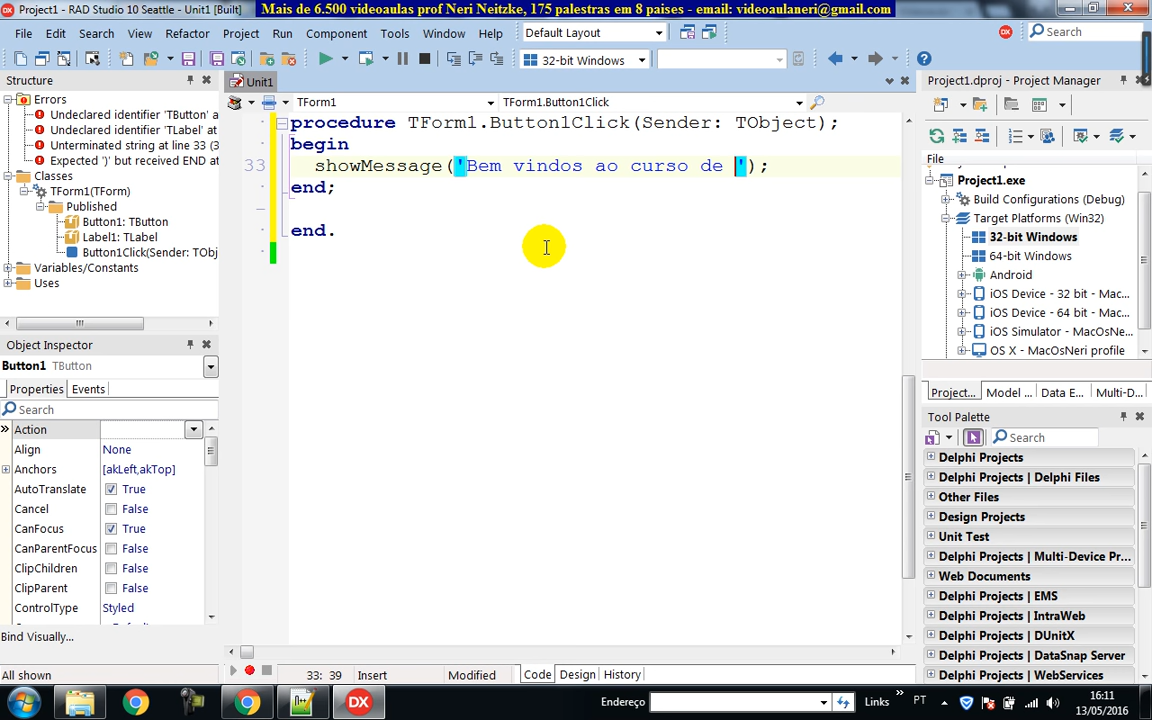 Project1 - RAD Studio 10 Seattle - Unit1 [Built]
Mais de 6.500 videoaulas prof Neri Neitzke, 175 palestras em 8 paises - email: videoaulaneri@gmail.com
File Edit Search View Refactor Project Run Component Tools Window Help
Default Layout
Search
32-bit Windows
Structure
Errors
Undeclared identifier 'TButton' a
Undeclared identifier 'TLabel' at
Unterminated string at line 33 (3
Expected ')' but received END at
Classes
TForm1(TForm)
Published
Button1: TButton
Label1: TLabel
Button1Click(Sender: TObj
Variables/Constants
Uses
Object Inspector
Button1 TButton
Properties Events
Search
Action
Align None
Anchors [akLeft,akTop]
AutoTranslate True
Cancel False
CanFocus True
CanParentFocus False
ClipChildren False
ClipParent False
ControlType Styled
Bind Visually...
All shown
Unit1
TForm1 TForm1.Button1Click
procedure TForm1.Button1Click(Sender: TObject);
begin
33 showMessage('Bem vindos ao curso de ');
end;
end.
33: 39 Insert Modified Code Design History
Project1.dproj - Project Manager
File
Project1.exe
Build Configurations (Debug)
Target Platforms (Win32)
32-bit Windows
64-bit Windows
Android
iOS Device - 32 bit - Mac...
iOS Device - 64 bit - Mac...
iOS Simulator - MacOsNe...
OS X - MacOsNeri profile
Project... Model ... Data E... Multi-D...
Tool Palette
Search
Delphi Projects
Delphi Projects | Delphi Files
Other Files
Design Projects
Unit Test
Delphi Projects | Multi-Device Pr...
Web Documents
Delphi Projects | EMS
Delphi Projects | IntraWeb
Delphi Projects | DUnitX
Delphi Projects | DataSnap Server
Delphi Projects | WebServices
DX
Endereço
Links
PT
16:11
13/05/2016